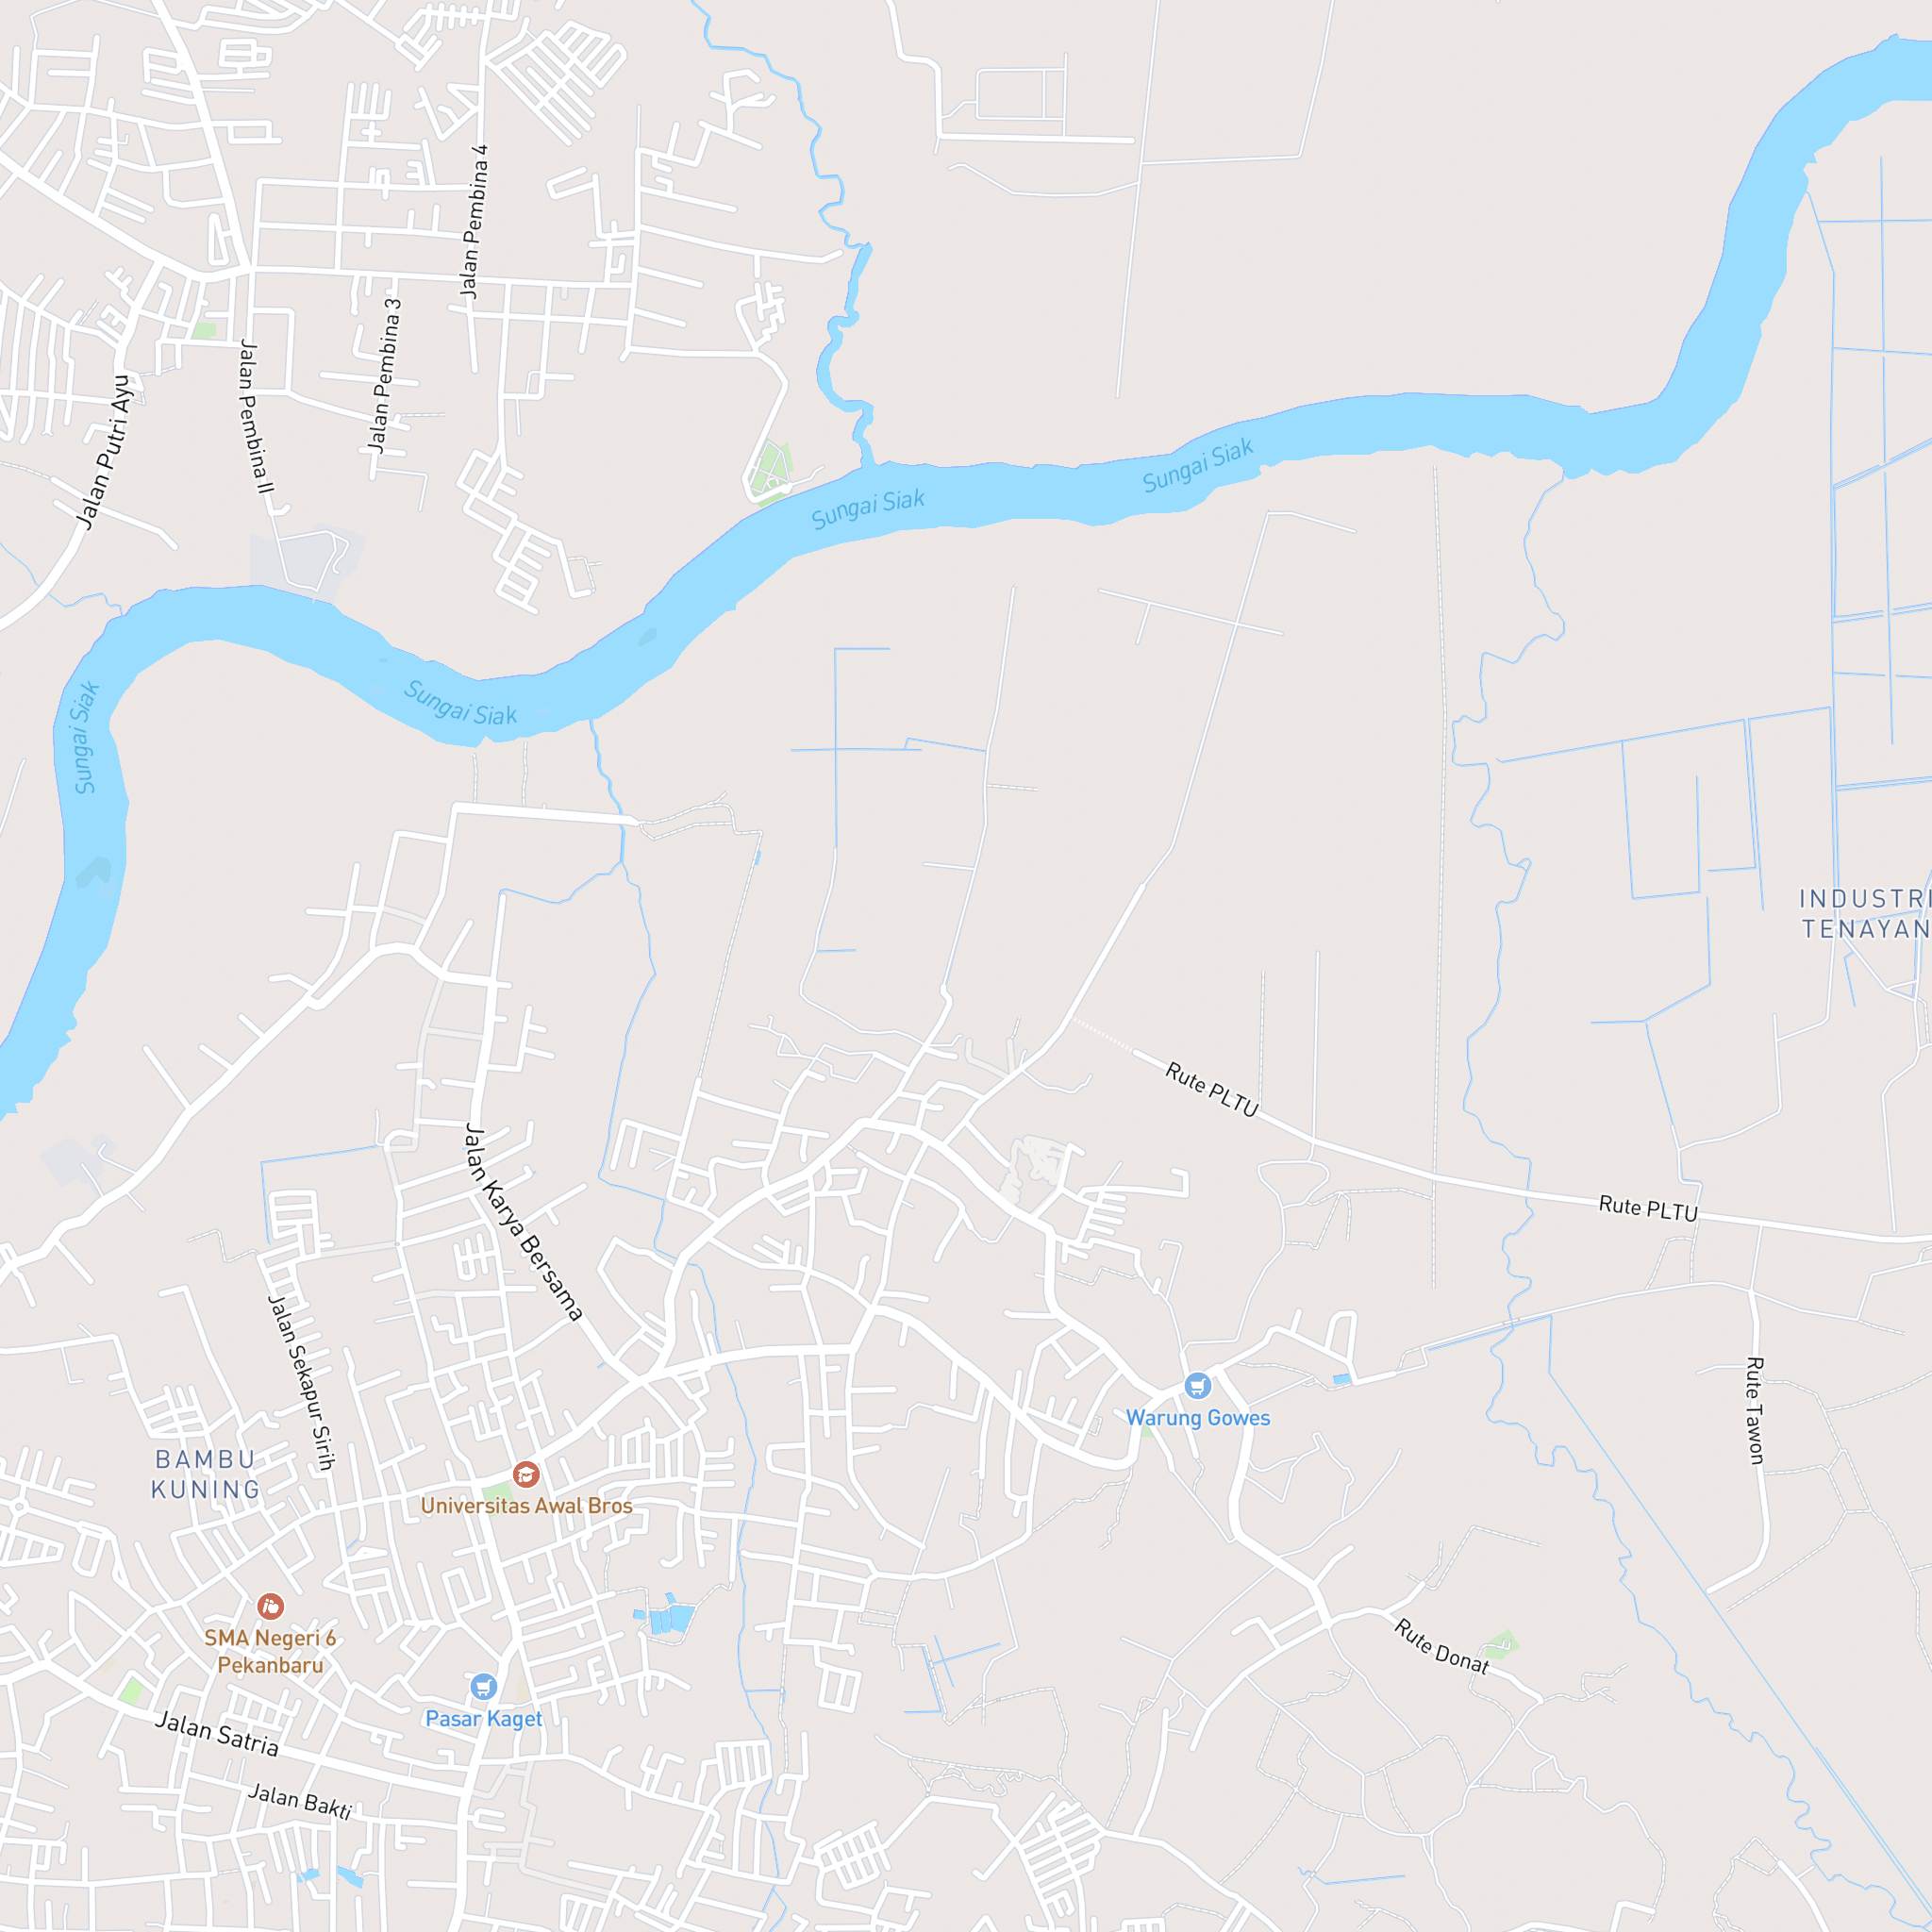 Jalan Pembina 4
Jalan Pembina 3
Jalan Putri Ayu
Jalan Pembina II
Sungai Siak
Sungai Siak
Sungai Siak
Sungai Siak
INDUSTRI
TENAYAN
Rute PLTU
Jalan Karya Bersama
Rute PLTU
Jalan Sekapur Sirih
Rute Tawon
Warung Gowes
BAMBU
KUNING
Universitas Awal Bros
SMA Negeri 6
Pekanbaru
Rute Donat
Pasar Kaget
Jalan Satria
Jalan Bakti